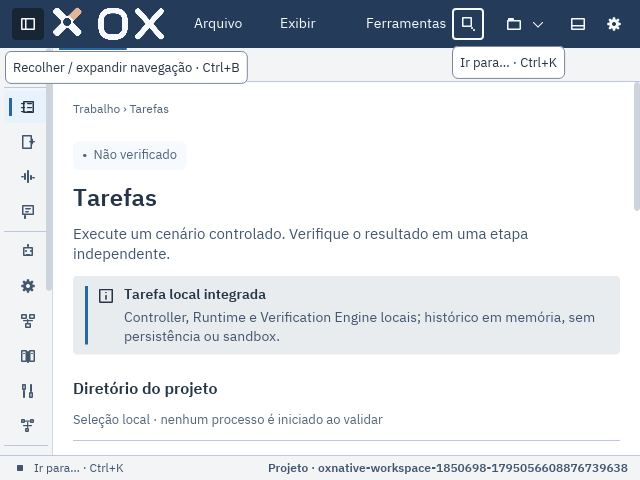 XOX
Arquivo
Exibir
Ferramentas
Recolher / expandir navegação · Ctrl+B
Ir para... · Ctrl+K
Trabalho › Tarefas
• Não verificado
Tarefas
Execute um cenário controlado. Verifique o resultado em uma etapa
independente.
Tarefa local integrada
Controller, Runtime e Verification Engine locais; histórico em memória, sem
persistência ou sandbox.
Diretório do projeto
Seleção local · nenhum processo é iniciado ao validar
Ir para... · Ctrl+K
Projeto · oxnative-workspace-1850698-1795056608876739638